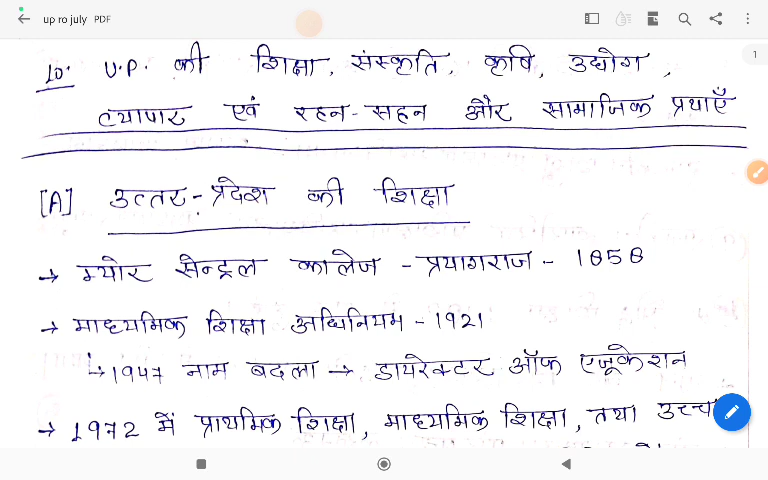 up ro july PDF
1
10. U.P. की शिक्षा, संस्कृति, कृषि, उद्योग,
व्यापार एवं रहन-सहन और सामाजिक प्रथाएँ
[A] उत्तर-प्रदेश की शिक्षा
→ म्योर सेन्ट्रल कालेज - प्रयागराज - 1858
→ माध्यमिक शिक्षा अधिनियम - 1921
↳ 1947 नाम बदला → डायरेक्टर ऑफ एजूकेशन
→ 1972 में प्राथमिक शिक्षा, माध्यमिक शिक्षा, तथा उच्च